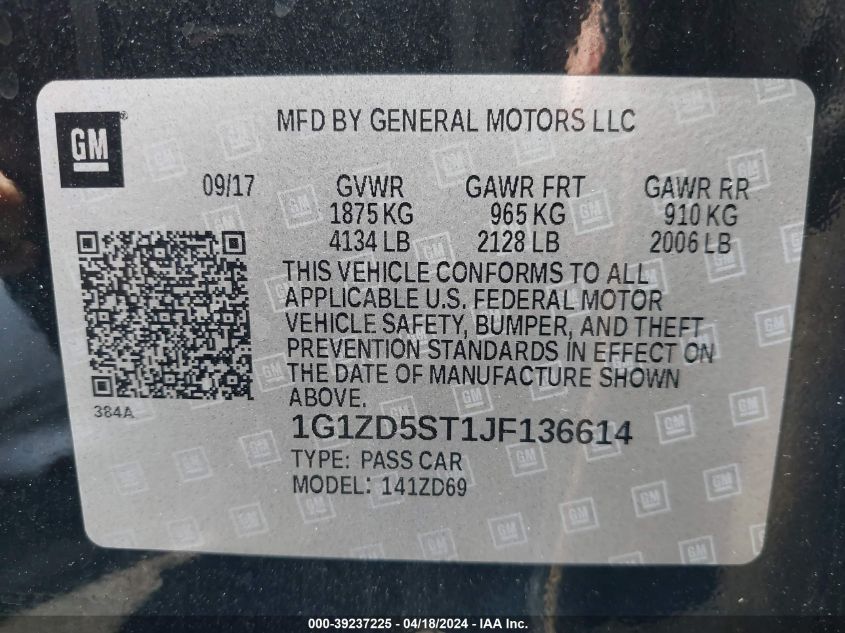 GM
MFD BY GENERAL MOTORS LLC
09/17 GVWR GAWR FRT GAWR RR
1875 KG 965 KG 910 KG
4134 LB 2128 LB 2006 LB
THIS VEHICLE CONFORMS TO ALL
APPLICABLE U.S. FEDERAL MOTOR
VEHICLE SAFETY, BUMPER, AND THEFT
PREVENTION STANDARDS IN EFFECT ON
THE DATE OF MANUFACTURE SHOWN
ABOVE.
384A
1G1ZD5ST1JF136614
TYPE: PASS CAR
MODEL: 141ZD69
000-39237225 - 04/18/2024 - IAA Inc.